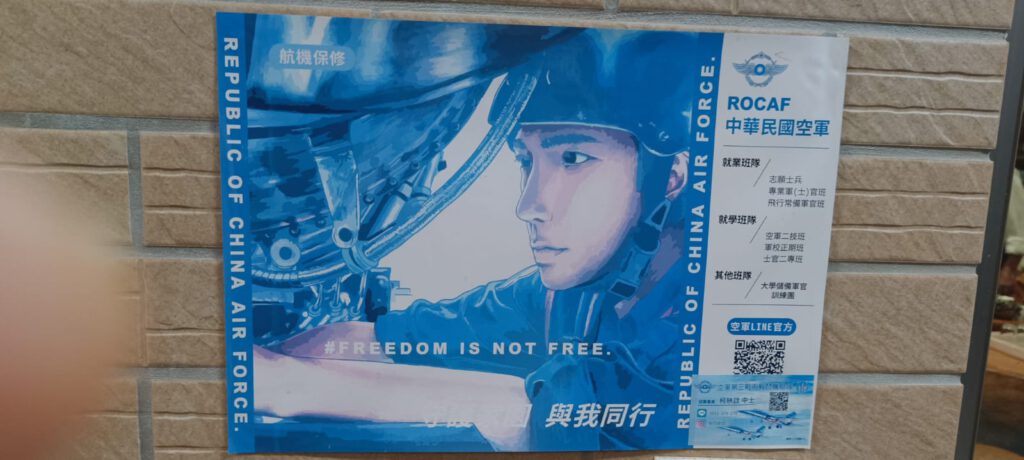 REPUBLIC OF CHINA AIR FORCE.
航機保修
#FREEDOM IS NOT FREE.
與我同行
REPUBLIC OF CHINA AIR FORCE.
ROCAF
中華民國空軍
就業班隊
志願士兵
專業軍(士)官班
飛行常備軍官班
就學班隊
空軍二技班
軍校正期班
士官二專班
其他班隊
大學儲備軍官
訓練團
空軍LINE官方